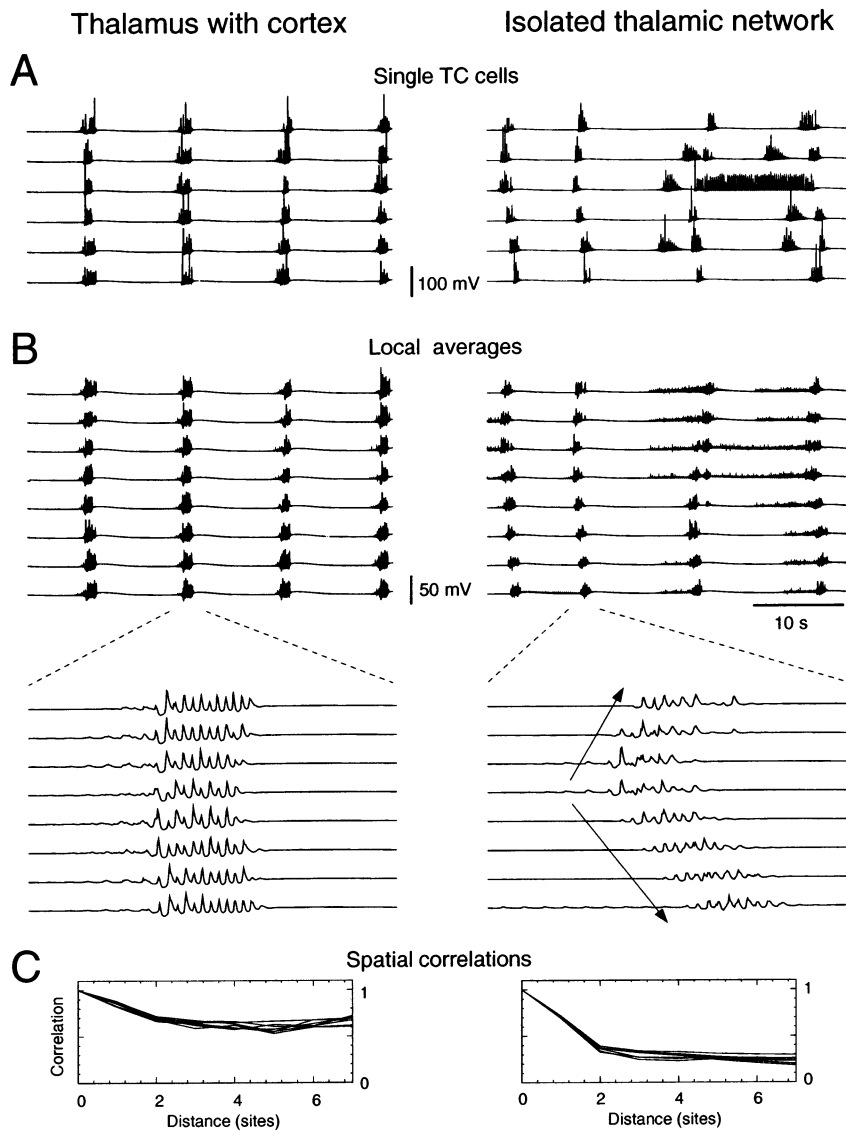 Thalamus with cortex
Isolated thalamic network
A
Single TC cells
100 mV
B
Local averages
50 mV
10 s
C
Spatial correlations
Correlation
1
0
0 2 4 6
Distance (sites)
1
0
0 2 4 6
Distance (sites)